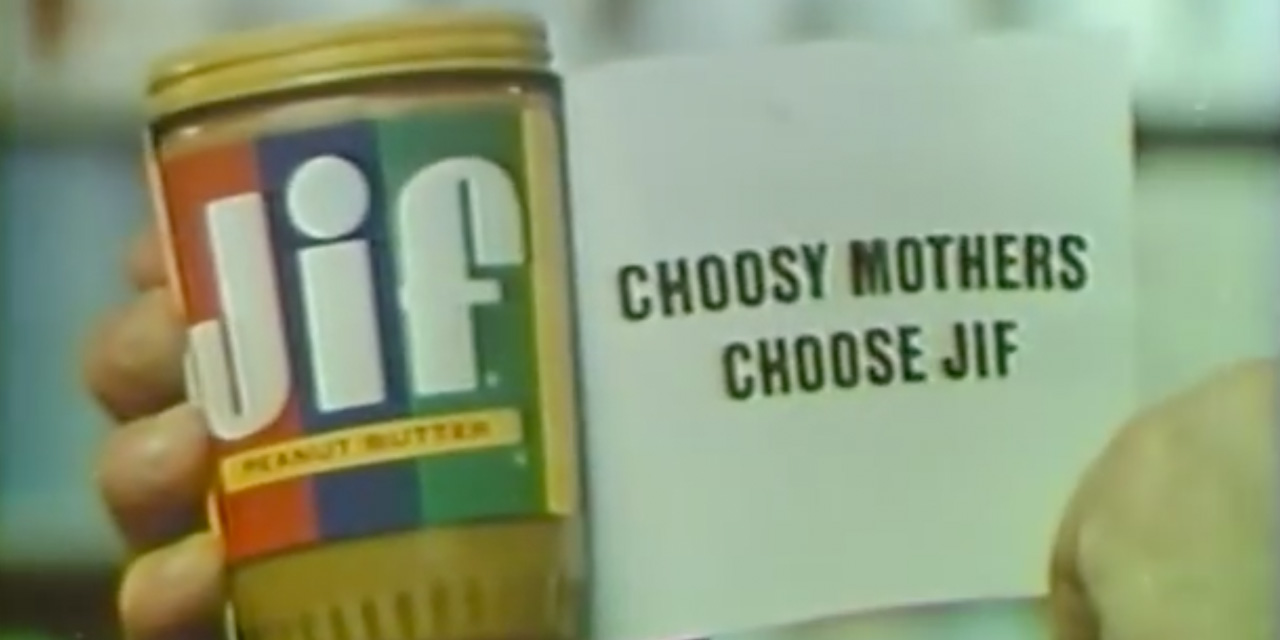 Jif
PEANUT BUTTER
CHOOSY MOTHERS
CHOOSE JIF